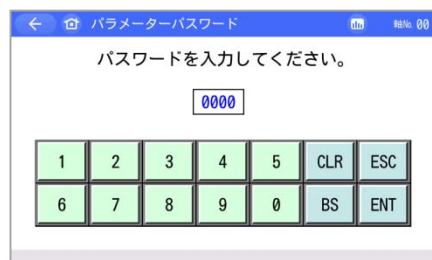 パラメーターパスワード 軸No. 00
パスワードを入力してください。
0000
1 2 3 4 5 CLR ESC
6 7 8 9 0 BS ENT